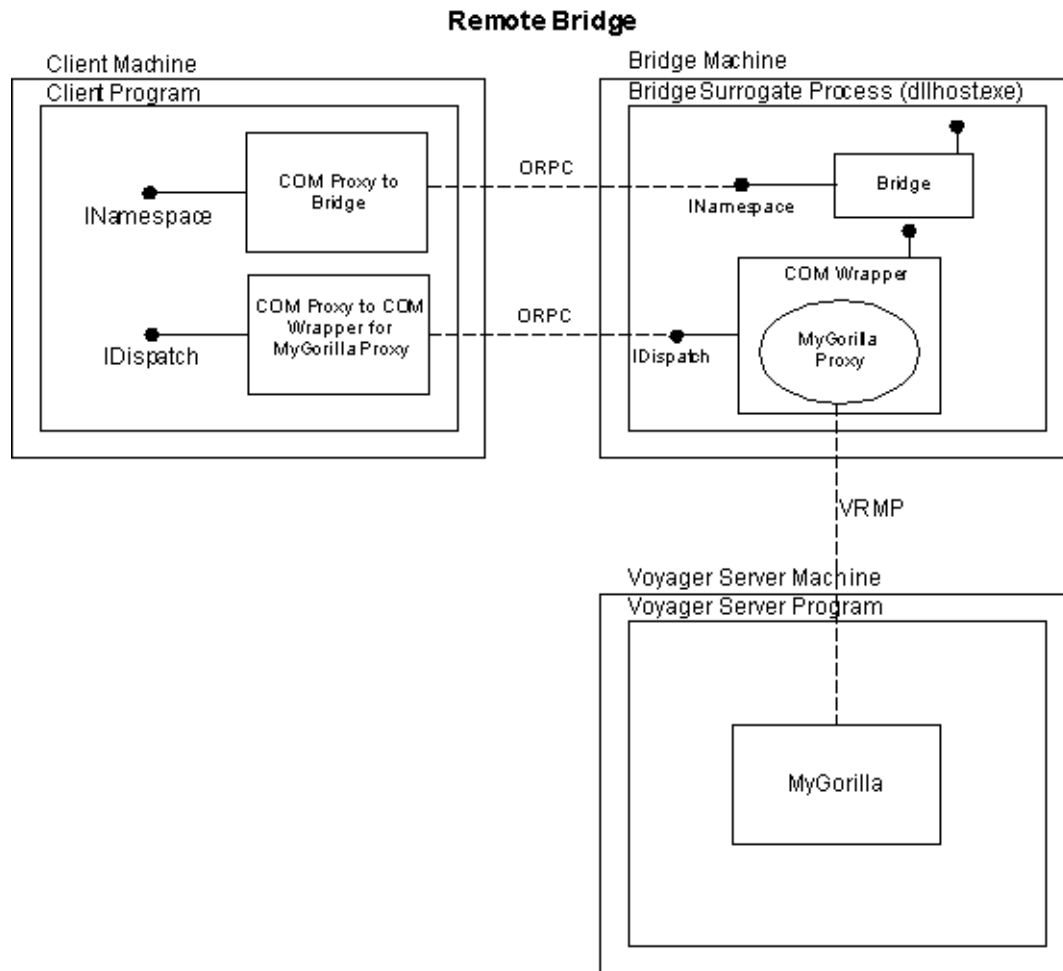 Remote Bridge
Client Machine
Client Program
COM Proxy to
Bridge
INamespace
COM Proxy to COM
Wrapper for
MyGorilla Proxy
IDispatch
ORPC
ORPC
Bridge Machine
Bridge Surrogate Process (dllhost.exe)
Bridge
INamespace
COM Wrapper
MyGorilla
Proxy
IDispatch
VRMP
Voyager Server Machine
Voyager Server Program
MyGorilla